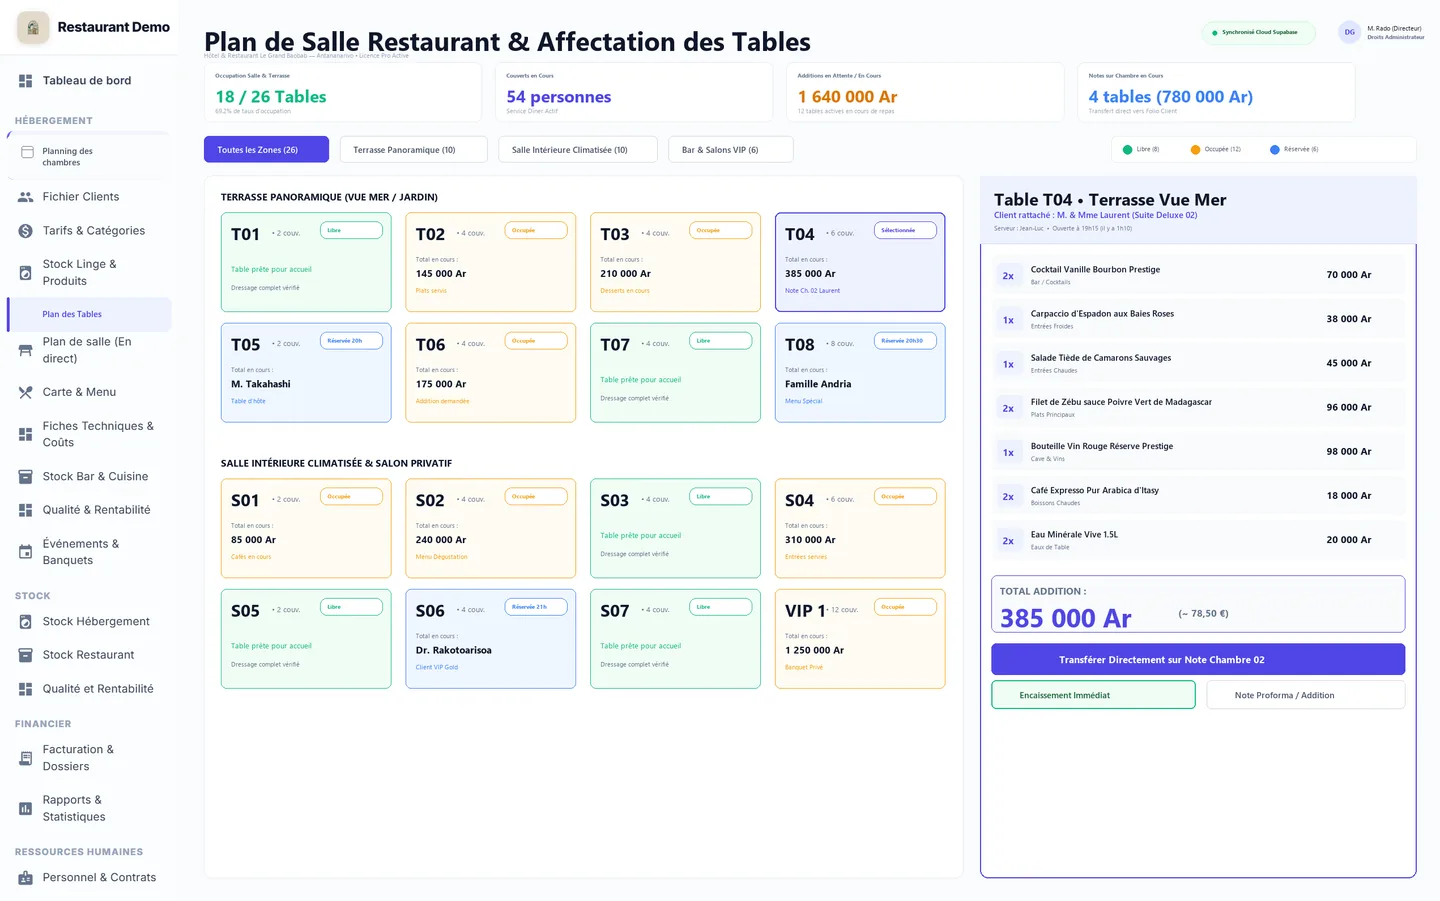 Restaurant Demo
Tableau de bord
HÉBERGEMENT
Planning des
chambres
Fichier Clients
Tarifs & Catégories
Stock Linge &
Produits
Plan des Tables
Plan de salle (En
direct)
Carte & Menu
Fiches Techniques &
Coûts
Stock Bar & Cuisine
Qualité & Rentabilité
Événements &
Banquets
STOCK
Stock Hébergement
Stock Restaurant
Qualité et Rentabilité
FINANCIER
Facturation &
Dossiers
Rapports &
Statistiques
RESSOURCES HUMAINES
Personnel & Contrats
Plan de Salle Restaurant & Affectation des Tables
Hôtel & Restaurant Le Grand Baobab — Antananarivo • Licence Pro Active
Synchronisé Cloud Supabase
DG
M. Rado (Directeur)
Droits Administrateur
Occupation Salle & Terrasse
18 / 26 Tables
69.2% de taux d'occupation
Couverts en Cours
54 personnes
Service Dîner Actif
Additions en Attente / En Cours
1 640 000 Ar
12 tables actives en cours de repas
Notes sur Chambre en Cours
4 tables (780 000 Ar)
Transfert direct vers Folio Client
Toutes les Zones (26)
Terrasse Panoramique (10)
Salle Intérieure Climatisée (10)
Bar & Salons VIP (6)
Libre (8)
Occupée (12)
Réservée (6)
TERRASSE PANORAMIQUE (VUE MER / JARDIN)
T01 • 2 couv. Libre
Table prête pour accueil
Dressage complet vérifié
T02 • 4 couv. Occupée
Total en cours :
145 000 Ar
Plats servis
T03 • 4 couv. Occupée
Total en cours :
210 000 Ar
Desserts en cours
T04 • 6 couv. Sélectionnée
Total en cours :
385 000 Ar
Note Ch. 02 Laurent
T05 • 2 couv. Réservée 20h
Total en cours :
M. Takahashi
Table d'hôte
T06 • 4 couv. Occupée
Total en cours :
175 000 Ar
Addition demandée
T07 • 4 couv. Libre
Table prête pour accueil
Dressage complet vérifié
T08 • 8 couv. Réservée 20h30
Total en cours :
Famille Andria
Menu Spécial
SALLE INTÉRIEURE CLIMATISÉE & SALON PRIVATIF
S01 • 2 couv. Occupée
Total en cours :
85 000 Ar
Cafés en cours
S02 • 4 couv. Occupée
Total en cours :
240 000 Ar
Menu Dégustation
S03 • 4 couv. Libre
Table prête pour accueil
Dressage complet vérifié
S04 • 6 couv. Occupée
Total en cours :
310 000 Ar
Entrées servies
S05 • 2 couv. Libre
Table prête pour accueil
Dressage complet vérifié
S06 • 4 couv. Réservée 21h
Total en cours :
Dr. Rakotoarisoa
Client VIP Gold
S07 • 4 couv. Libre
Table prête pour accueil
Dressage complet vérifié
VIP 1 • 12 couv. Occupée
Total en cours :
1 250 000 Ar
Banquet Privé
Table T04 • Terrasse Vue Mer
Client rattaché : M. & Mme Laurent (Suite Deluxe 02)
Serveur : Jean-Luc • Ouverte à 19h15 (il y a 1h10)
2x Cocktail Vanille Bourbon Prestige 70 000 Ar
Bar / Cocktails
1x Carpaccio d'Espadon aux Baies Roses 38 000 Ar
Entrées Froides
1x Salade Tiède de Camarons Sauvages 45 000 Ar
Entrées Chaudes
2x Filet de Zébu sauce Poivre Vert de Madagascar 96 000 Ar
Plats Principaux
1x Bouteille Vin Rouge Réserve Prestige 98 000 Ar
Cave & Vins
2x Café Expresso Pur Arabica d'Itasy 18 000 Ar
Boissons Chaudes
2x Eau Minérale Vive 1.5L 20 000 Ar
Eaux de Table
TOTAL ADDITION :
385 000 Ar (~ 78,50 €)
Transférer Directement sur Note Chambre 02
Encaissement Immédiat
Note Proforma / Addition